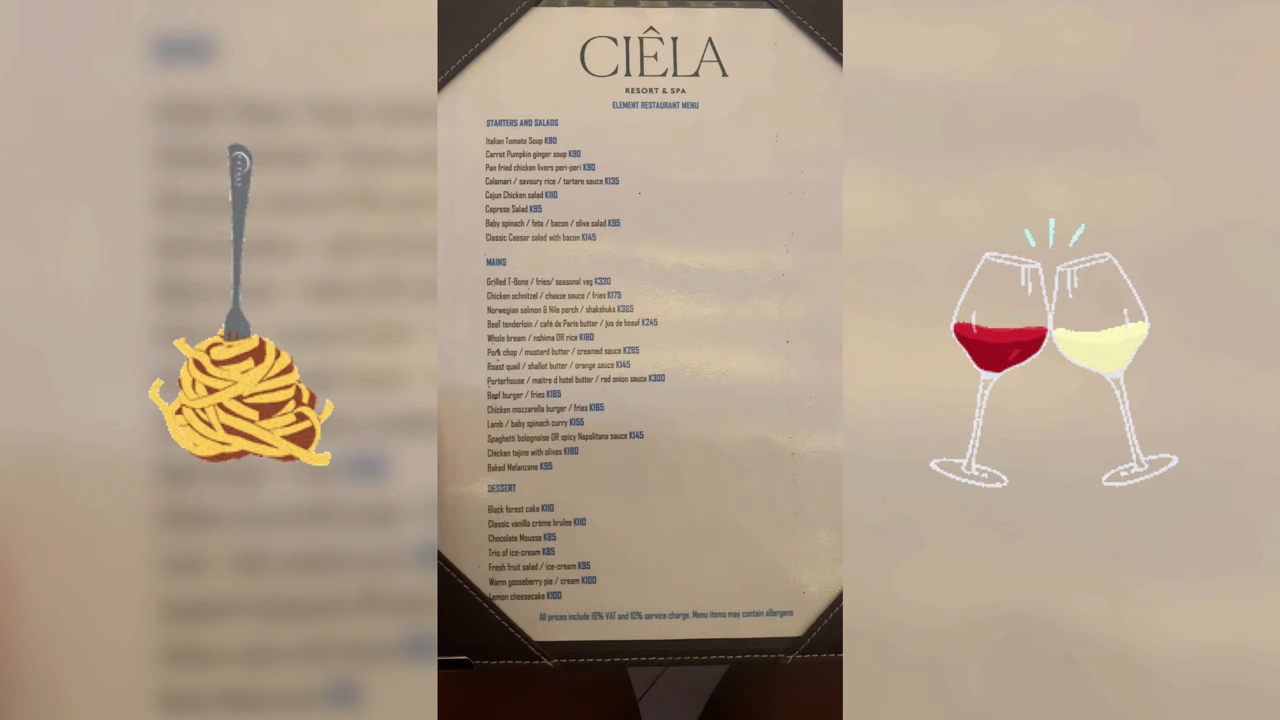 CIÊLA
RESORT & SPA
ELEMENT RESTAURANT MENU
STARTERS AND SALADS
Italian Tomato Soup K80
Carrot Pumpkin ginger soup K90
Pan fried chicken livers peri-peri K90
Calamari / savoury rice / tartare sauce K135
Cajun Chicken salad K110
Caprese Salad K95
Baby spinach / feta / bacon / olive salad K95
Classic Caesar salad with bacon K145
MAINS
Grilled T-Bone / fries/ seasonal veg K330
Chicken schnitzel / cheese sauce / fries K175
Norwegian salmon & Nile perch / shakshuka K365
Beef tenderloin / café de Paris butter / jus de boeuf K245
Whole bream / nshima OR rice K160
Pork chop / mustard butter / creamed sauce K285
Roast quail / shallot butter / orange sauce K145
Porterhouse / maitre d hotel butter / red onion sauce K300
Beef burger / fries K185
Chicken mozzarella burger / fries K165
Lamb / baby spinach curry K155
Spaghetti bolognaise OR spicy Napolitana sauce K145
Chicken tajine with olives K180
Baked Melanzane K95
DESSERT
Black forest cake K110
Classic vanilla crème brulee K110
Chocolate Mousse K85
Trio of ice-cream K85
Fresh fruit salad / ice-cream K95
Warm gooseberry pie / cream K100
Lemon cheesecake K100
All prices include 16% VAT and 10% service charge. Menu items may contain allergens